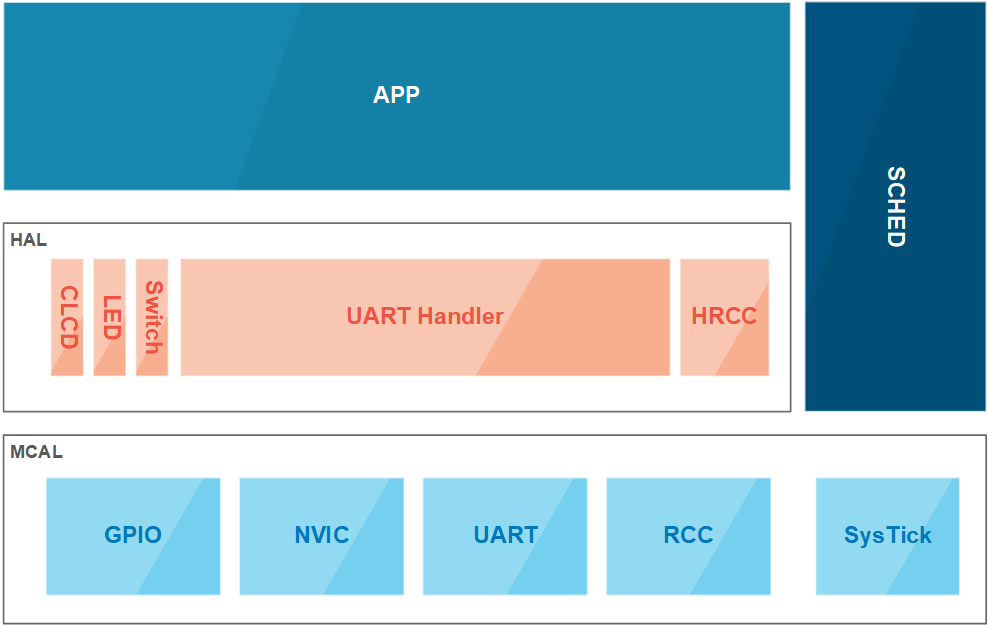 APP
SCHED
HAL
CLCD
LED
Switch
UART Handler
HRCC
MCAL
GPIO
NVIC
UART
RCC
SysTick